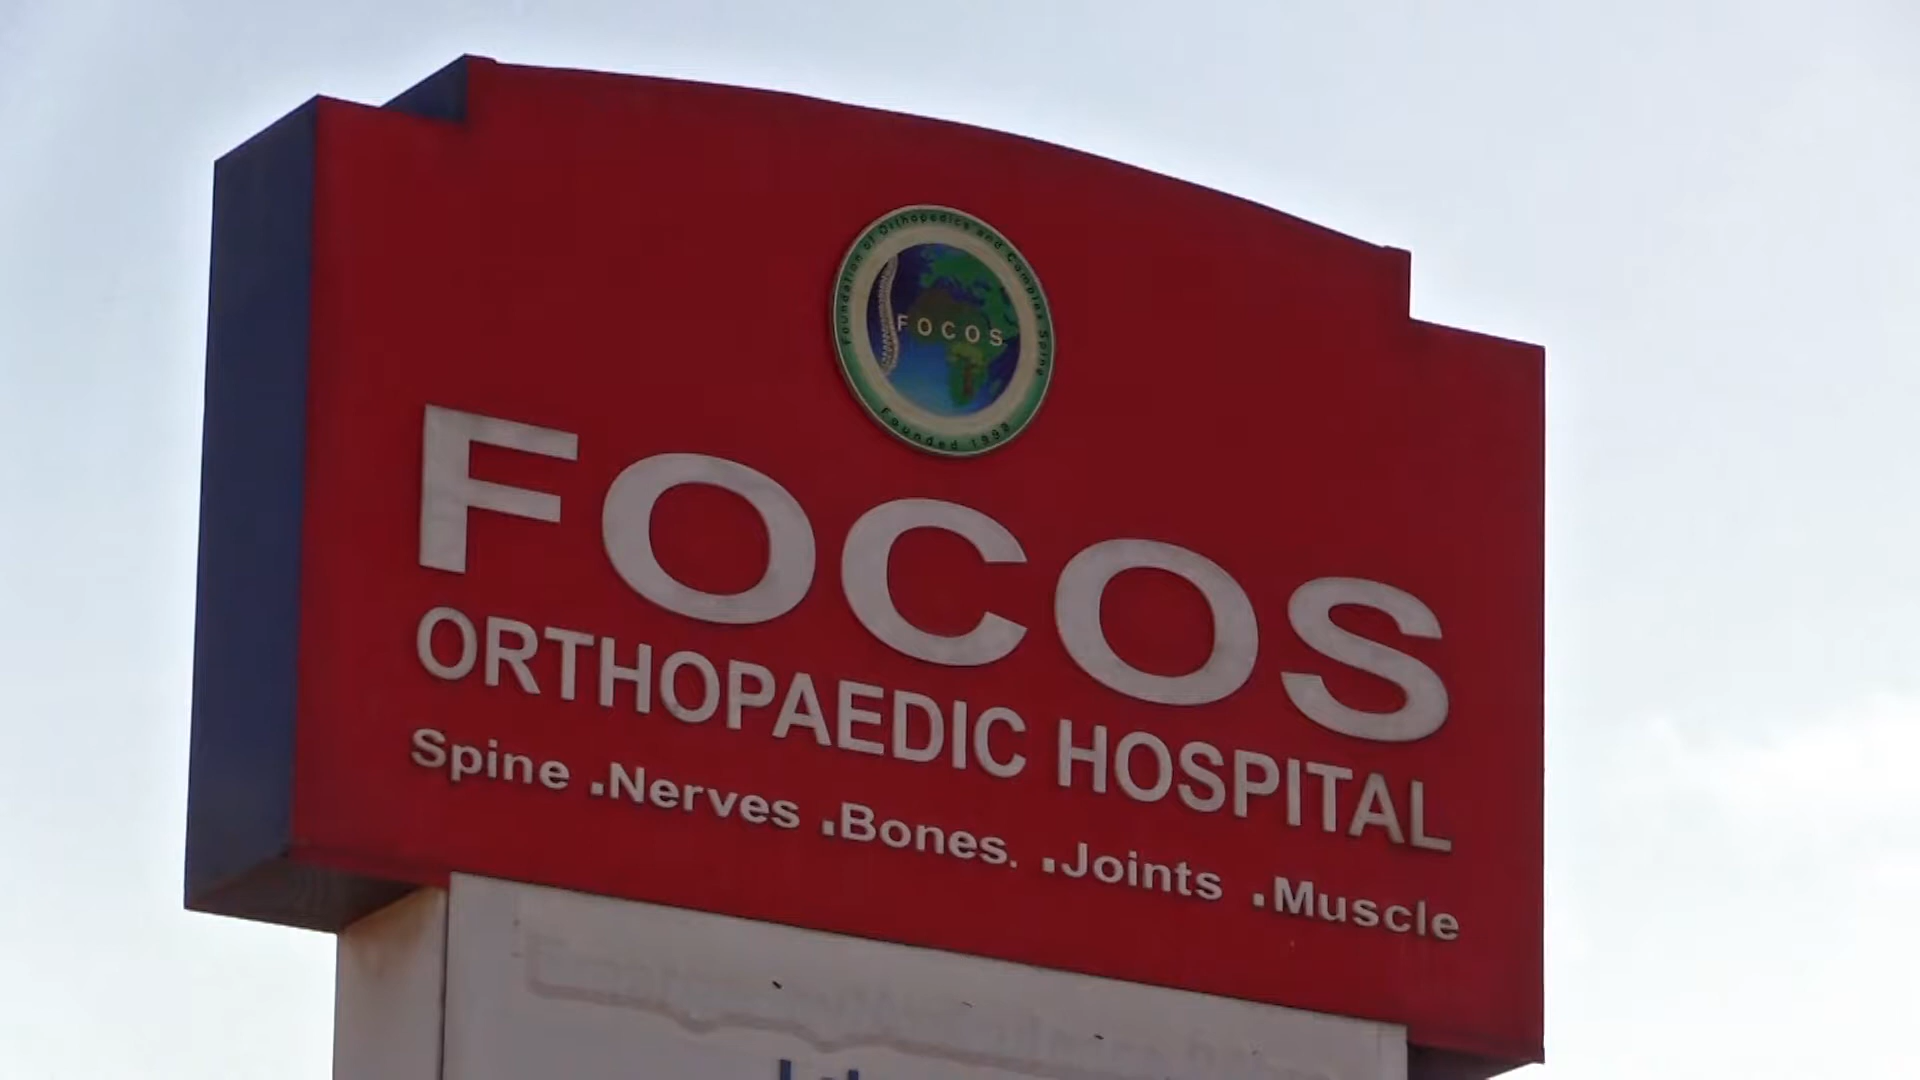 Foundation of Orthopedics and Complex Spine
FOCOS
Founded 1998
FOCOS
ORTHOPAEDIC HOSPITAL
Spine .Nerves .Bones. .Joints .Muscle